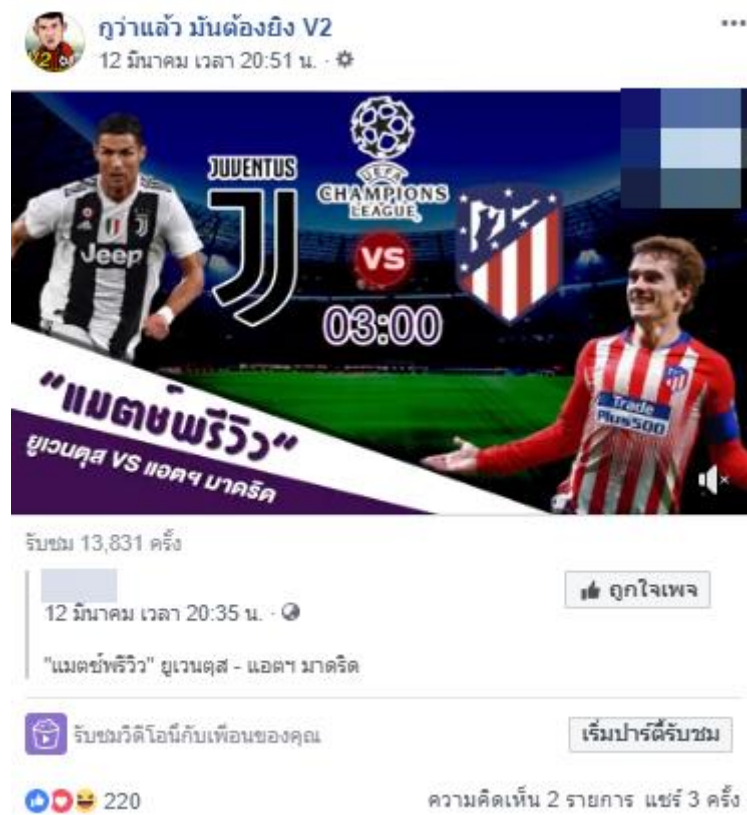 กูว่าแล้ว มันต้องยิง V2
12 มีนาคม เวลา 20:51 น. ·
V2
JUVENTUS
UEFA
CHAMPIONS
LEAGUE
VS
03:00
Jeep
Trade
Plus500
"แมตช์พรีวิว"
ยูเวนตุส VS แอตฯ มาดริด
รับชม 13,831 ครั้ง
ถูกใจเพจ
12 มีนาคม เวลา 20:35 น. ·
"แมตช์พรีวิว" ยูเวนตุส - แอตฯ มาดริด
รับชมวิดีโอนี้กับเพื่อนของคุณ
เริ่มปาร์ตี้รับชม
220
ความคิดเห็น 2 รายการ แชร์ 3 ครั้ง